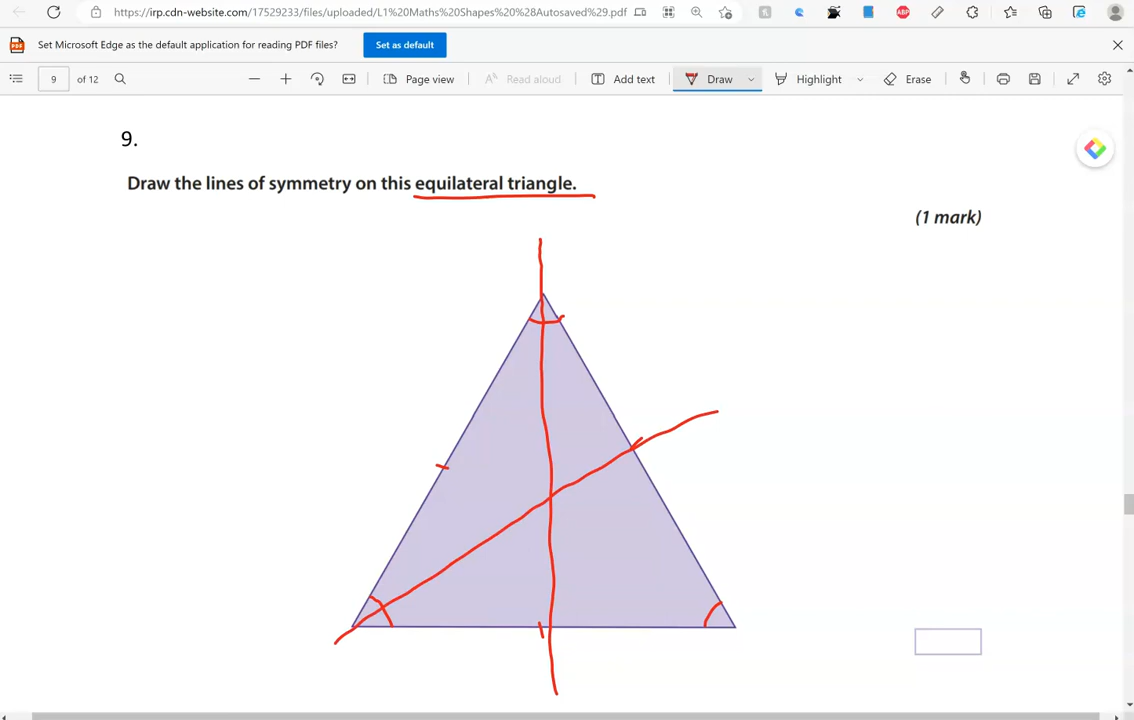 https://irp.cdn-website.com/17529233/files/uploaded/L1%20Maths%20Shapes%20%28Autosaved%29.pdf
Set Microsoft Edge as the default application for reading PDF files? Set as default
9 of 12 Page view Read aloud Add text Draw Highlight Erase
9.
Draw the lines of symmetry on this equilateral triangle.
(1 mark)